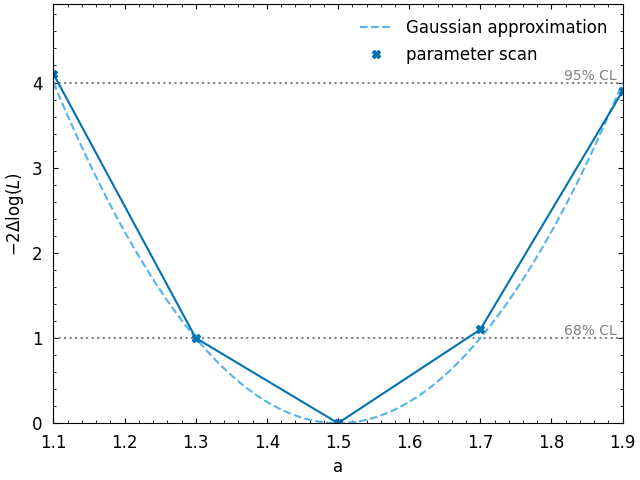 Gaussian approximation
parameter scan
95% CL
68% CL
−2Δlog(L)
4
3
2
1
0
1.1 1.2 1.3 1.4 1.5 1.6 1.7 1.8 1.9
a